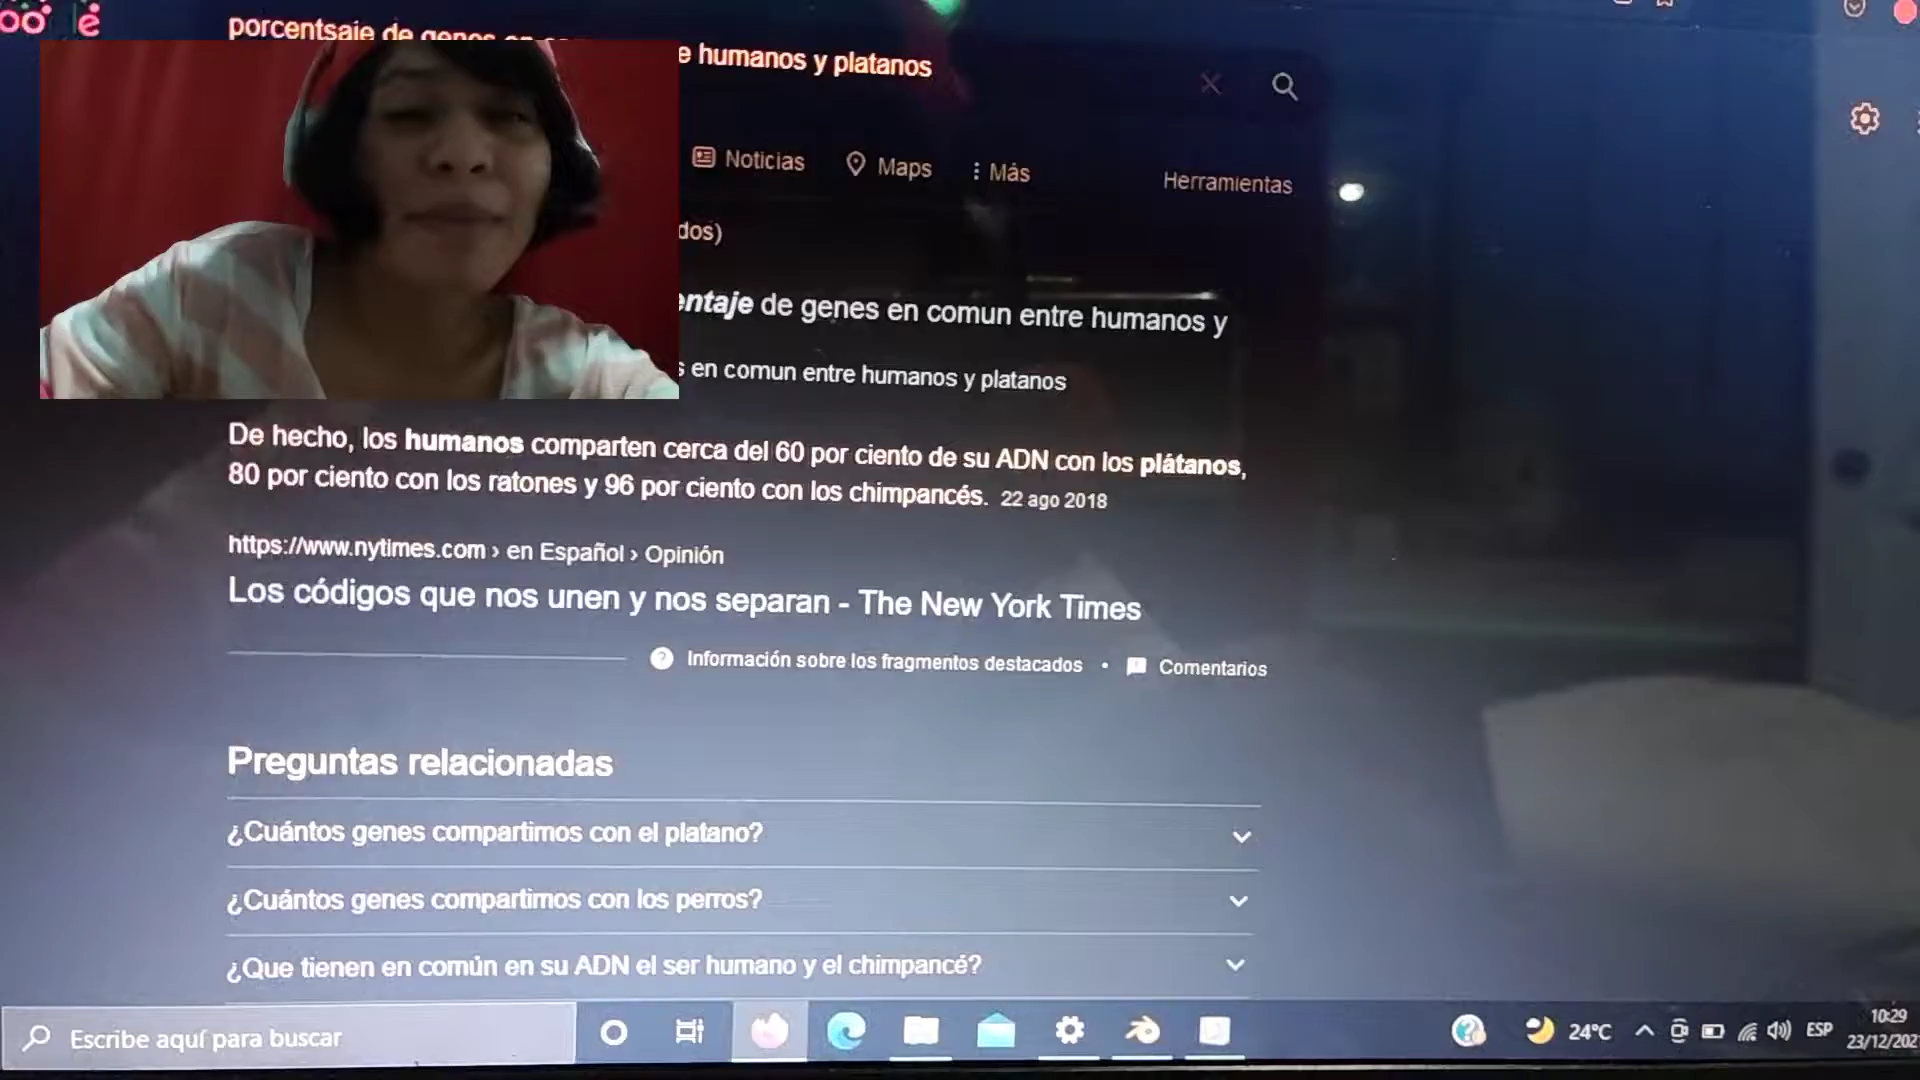 porcentsaje de genes en
e humanos y platanos
Noticias
Maps
Más
Herramientas
dos)
entaje de genes en comun entre humanos y
s en comun entre humanos y platanos
De hecho, los humanos comparten cerca del 60 por ciento de su ADN con los plátanos,
80 por ciento con los ratones y 96 por ciento con los chimpancés. 22 ago 2018
https://www.nytimes.com › en Español › Opinión
Los códigos que nos unen y nos separan - The New York Times
Información sobre los fragmentos destacados • Comentarios
Preguntas relacionadas
¿Cuántos genes compartimos con el platano?
¿Cuántos genes compartimos con los perros?
¿Que tienen en común en su ADN el ser humano y el chimpancé?
Escribe aquí para buscar
24°C
ESP
10:29
23/12/202